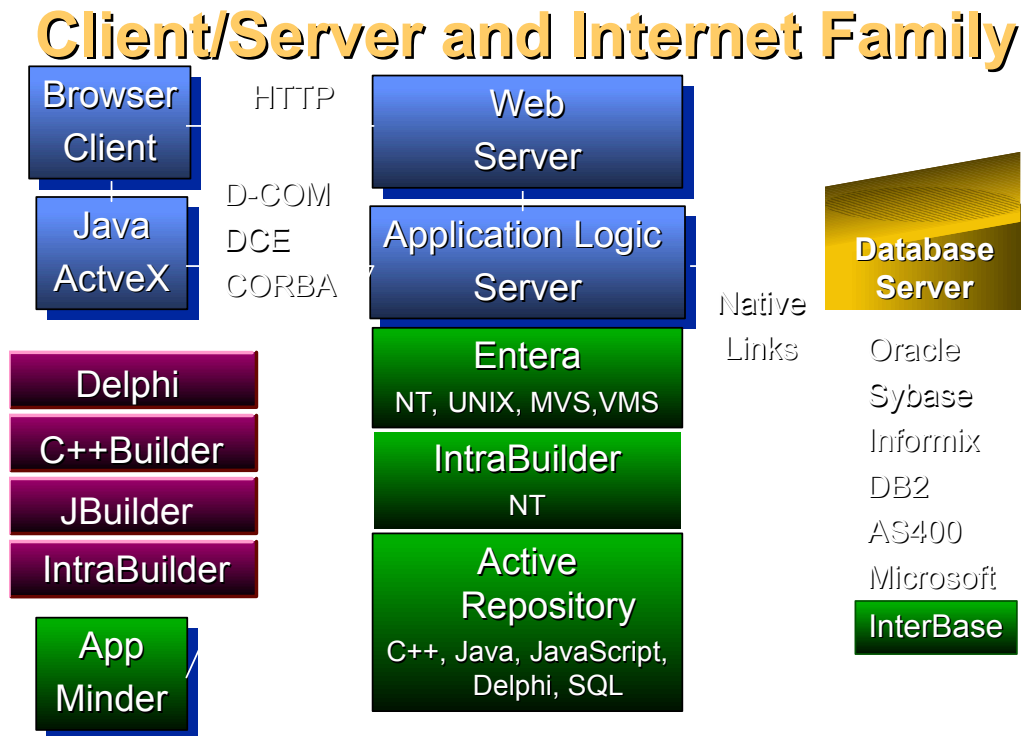 Client/Server and Internet Family
Browser
Client
HTTP
Web
Server
Java
ActveX
D-COM
DCE
CORBA
Application Logic
Server
Native
Links
Database
Server
Delphi
C++Builder
JBuilder
IntraBuilder
App
Minder
Entera
NT, UNIX, MVS,VMS
IntraBuilder
NT
Active
Repository
C++, Java, JavaScript,
Delphi, SQL
Oracle
Sybase
Informix
DB2
AS400
Microsoft
InterBase